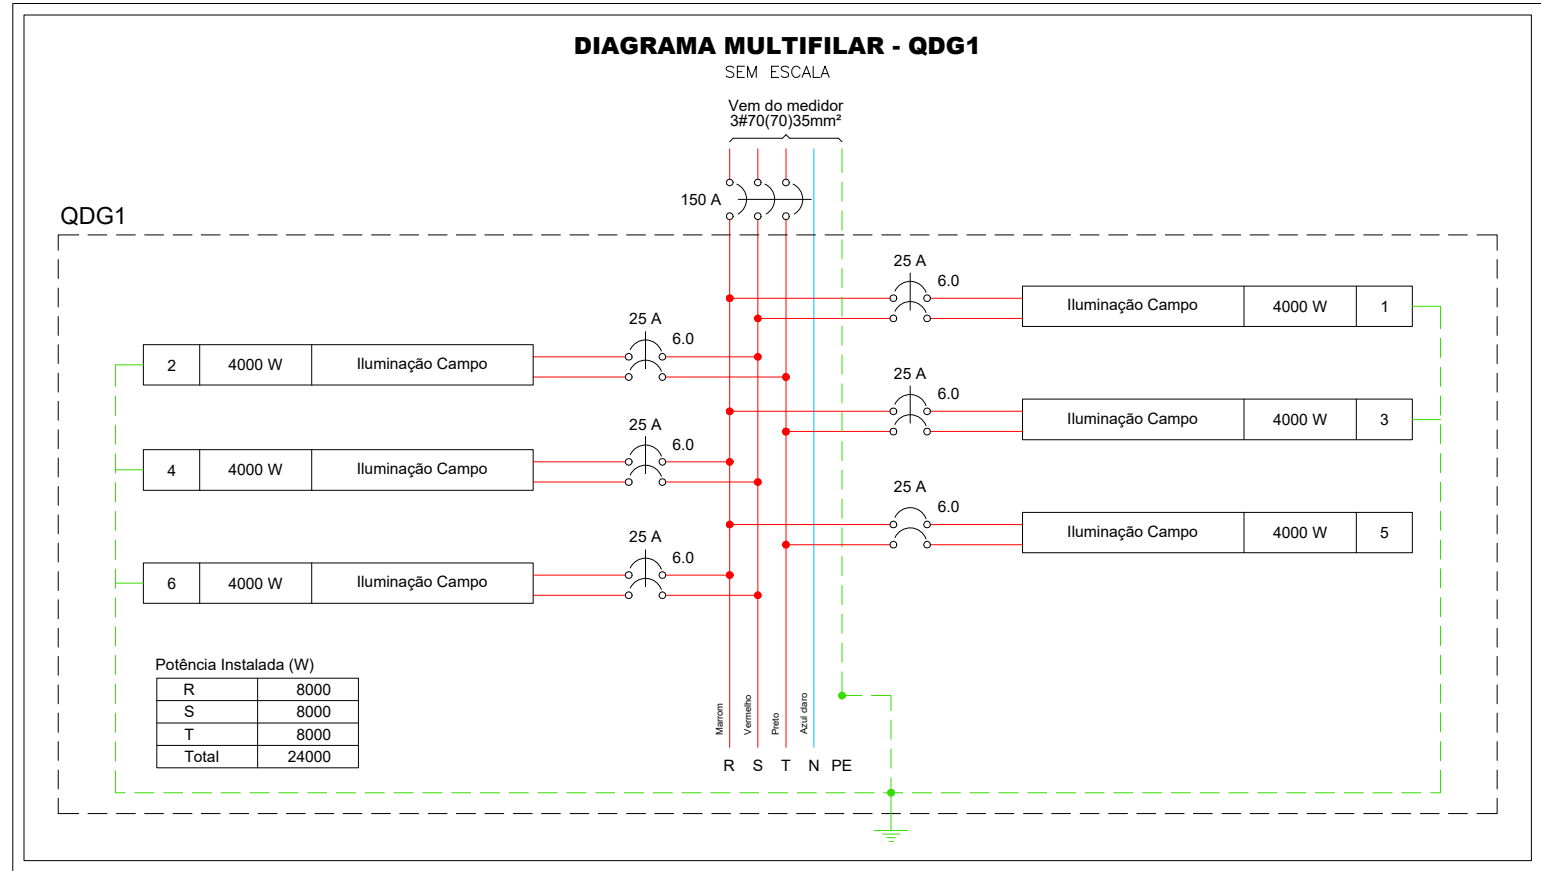 DIAGRAMA MULTIFILAR - QDG1
SEM ESCALA
Vem do medidor
3#70(70)35mm²
150 A
QDG1
25 A
6.0
Iluminação Campo 4000 W 1
25 A
6.0
2 4000 W Iluminação Campo
25 A
6.0
Iluminação Campo 4000 W 3
25 A
6.0
4 4000 W Iluminação Campo
25 A
6.0
Iluminação Campo 4000 W 5
25 A
6.0
6 4000 W Iluminação Campo
Potência Instalada (W)
R 8000
S 8000
T 8000
Total 24000
Marrom
Vermelho
Preto
Azul claro
R S T N PE